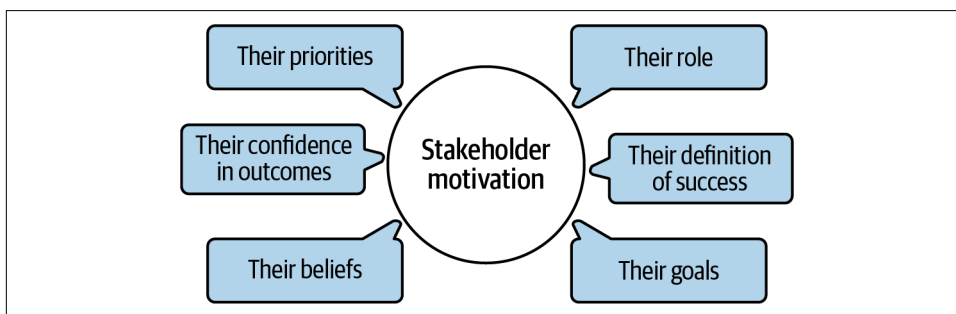 Their priorities
Their role
Their confidence
in outcomes
Stakeholder
motivation
Their definition
of success
Their beliefs
Their goals